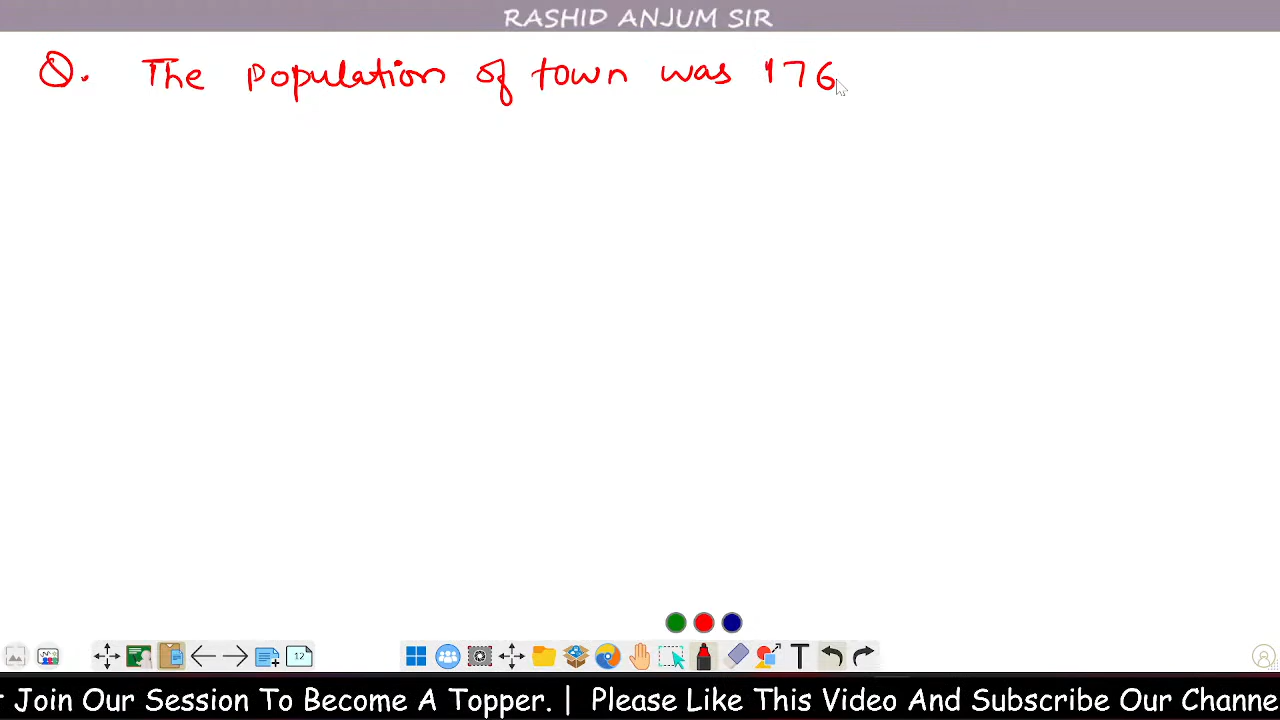 RASHID ANJUM SIR
Q. The population of town was 176
12
r Join Our Session To Become A Topper. | Please Like This Video And Subscribe Our Channe